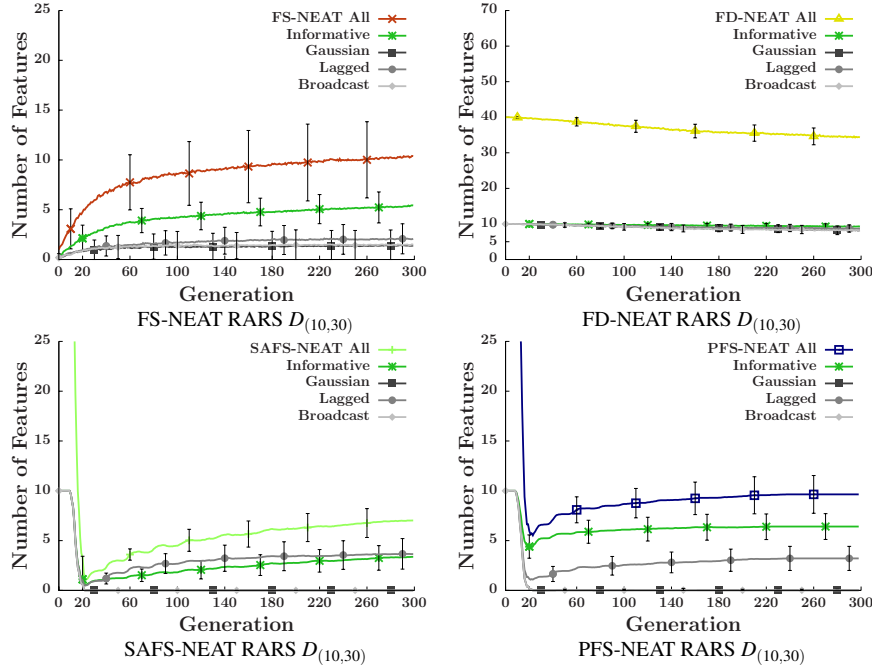 FS-NEAT All
Informative
Gaussian
Lagged
Broadcast
Number of Features
25
20
15
10
5
0
0 20 60 100 140 180 220 260 300
Generation
FS-NEAT RARS D(10,30)
FD-NEAT All
Informative
Gaussian
Lagged
Broadcast
Number of Features
70
60
50
40
30
20
10
5
0
0 20 60 100 140 180 220 260 300
Generation
FD-NEAT RARS D(10,30)
SAFS-NEAT All
Informative
Gaussian
Lagged
Broadcast
Number of Features
25
20
15
10
5
0
0 20 60 100 140 180 220 260 300
Generation
SAFS-NEAT RARS D(10,30)
PFS-NEAT All
Informative
Gaussian
Lagged
Broadcast
Number of Features
25
20
15
10
5
0
0 20 60 100 140 180 220 260 300
Generation
PFS-NEAT RARS D(10,30)